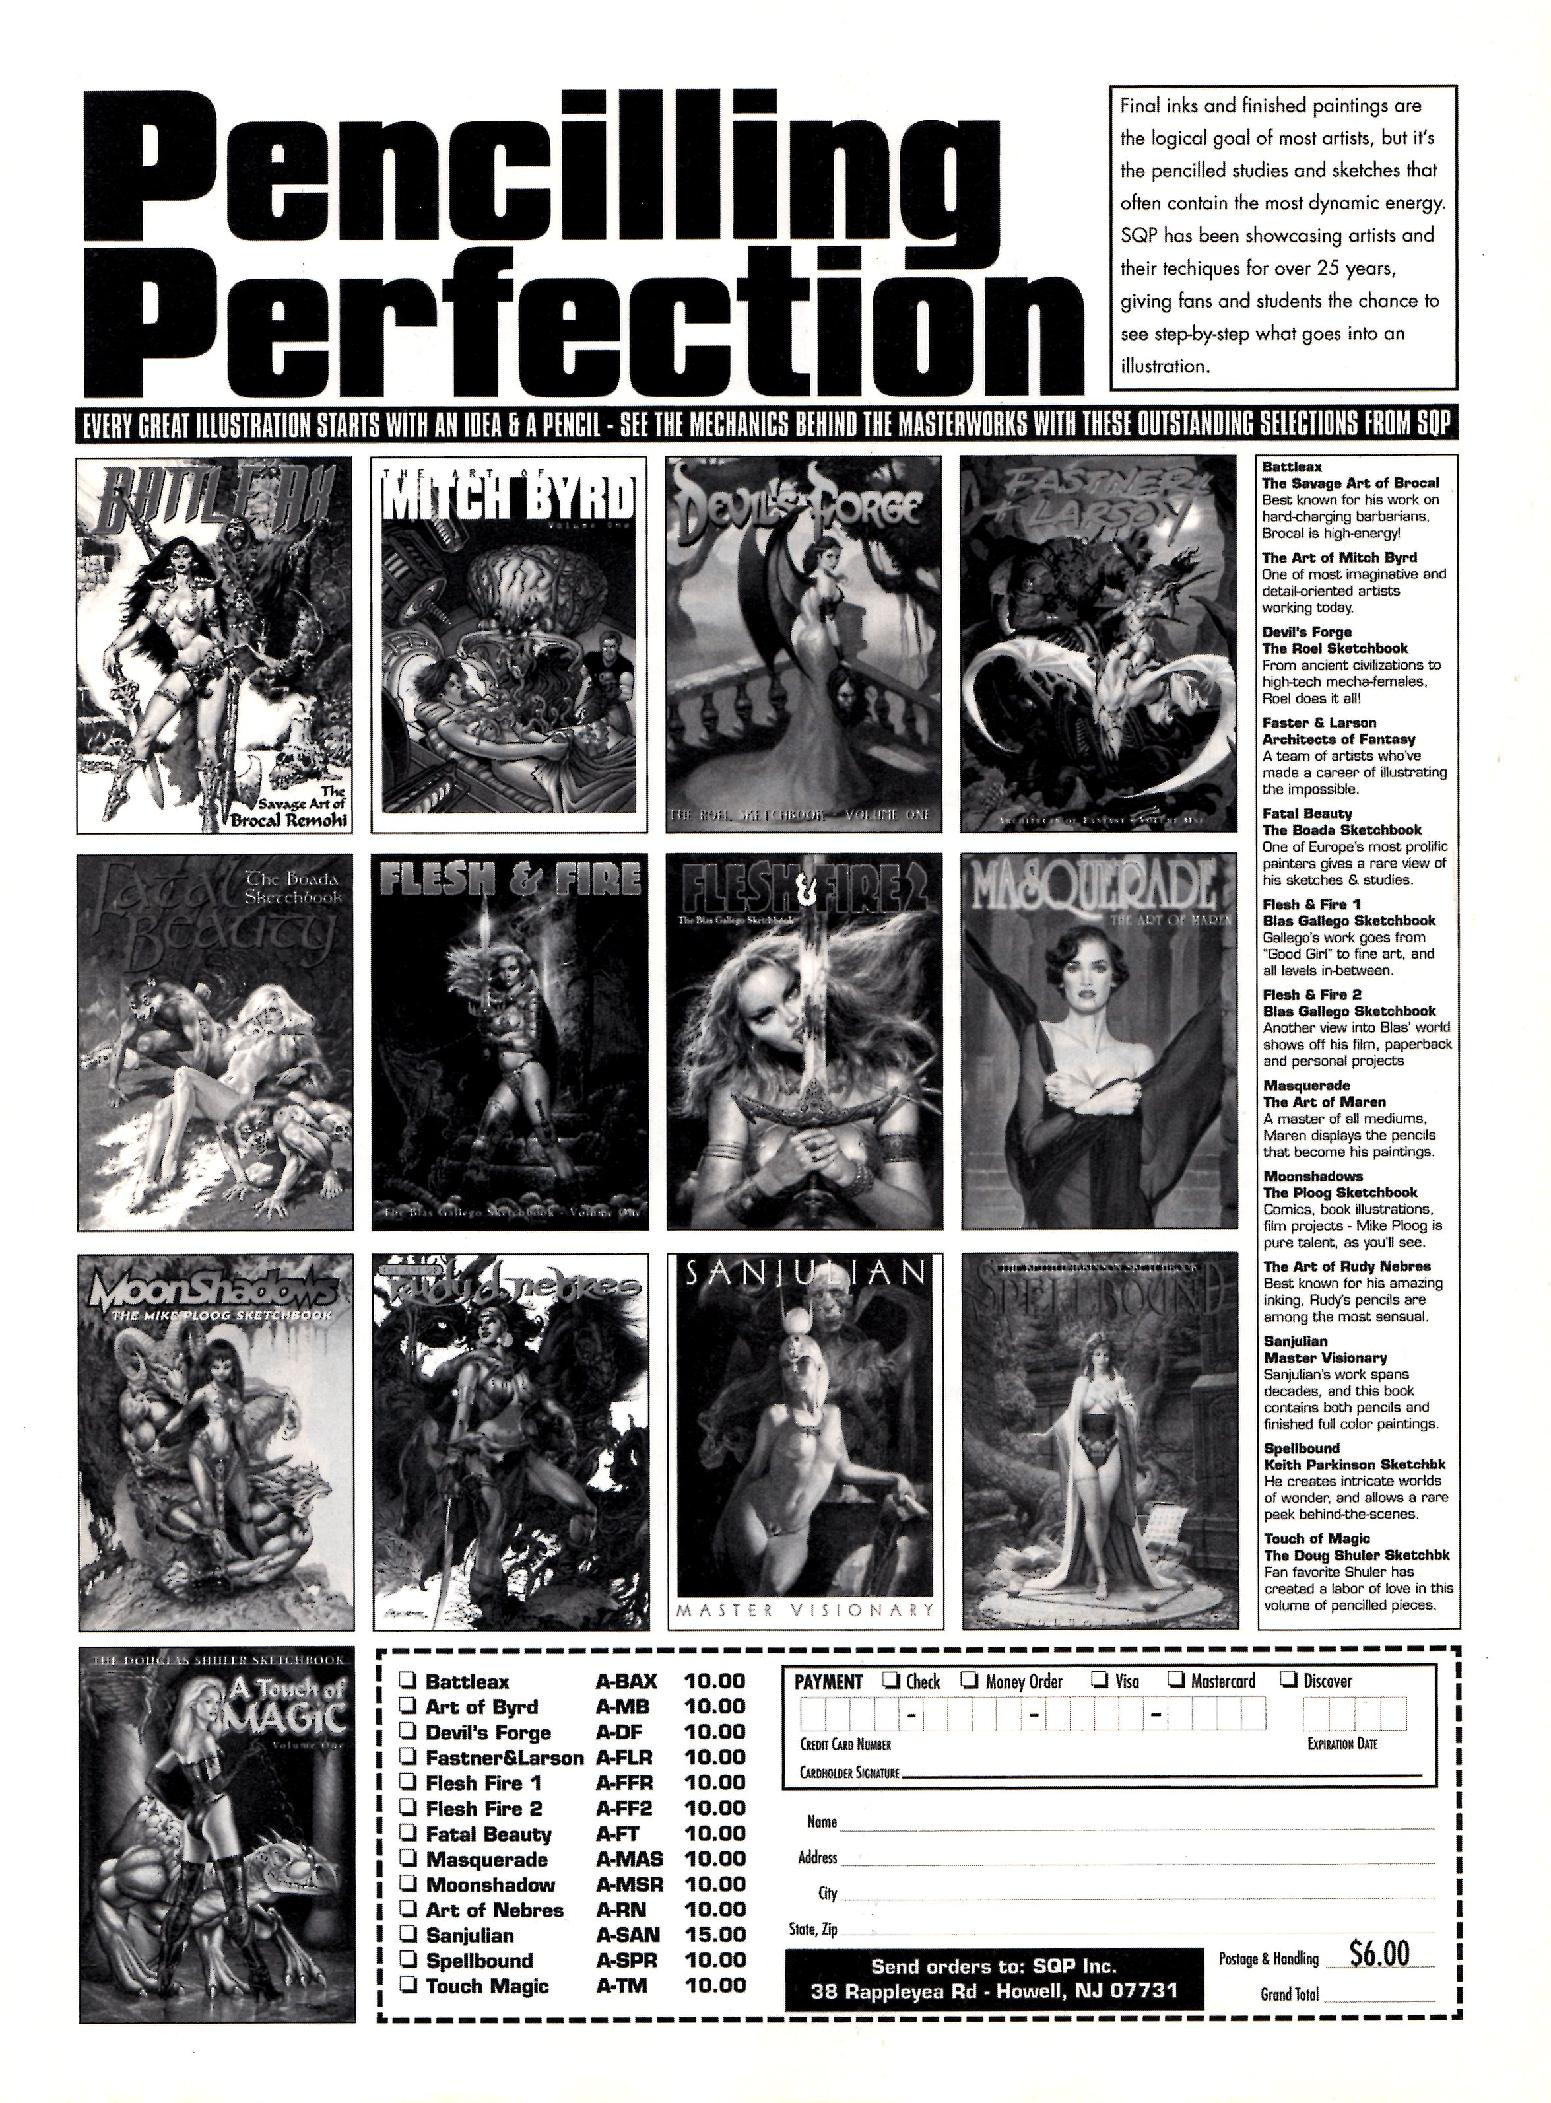 Pencilling
Perfection
Final inks and finished paintings are
the logical goal of most artists, but it's
the pencilled studies and sketches that
often contain the most dynamic energy.
SQP has been showcasing artists and
their techiques for over 25 years,
giving fans and students the chance to
see step-by-step what goes into an
illustration.
EVERY GREAT ILLUSTRATION STARTS WITH AN IDEA & A PENCIL - SEE THE MECHANICS BEHIND THE MASTERWORKS WITH THESE OUTSTANDING SELECTIONS FROM SQP
BATTLE AX
The
Savage Art of
Brocal Remohi
THE ART OF
MITCH BYRD
Volume One
DEVIL'S FORGE
THE ROEL SKETCHBOOK - VOLUME ONE
FASTNER &
LARSON
ARCHITECTS OF FANTASY - VOLUME ONE
FATAL
BEAUTY
The Boada
Sketchbook
FLESH & FIRE
The Blas Gallego Sketchbook - Volume One
FLESH & FIRE 2
The Blas Gallego Sketchbook
MASQUERADE
THE ART OF MAREN
MOONSHADOWS
THE MIKE PLOOG SKETCHBOOK
THE ART OF
Rudy d. nebres
SANJULIAN
MASTER VISIONARY
THE KEITH PARKINSON SKETCHBOOK
SPELLBOUND
THE DOUGLAS SHULER SKETCHBOOK
A Touch of
MAGIC
Volume One
Battleax
The Savage Art of Brocal
Best known for his work on
hard-charging barbarians,
Brocal is high-energy!
The Art of Mitch Byrd
One of most imaginative and
detail-oriented artists
working today.
Devil's Forge
The Roel Sketchbook
From ancient civilizations to
high-tech mecha-females,
Roel does it all!
Faster & Larson
Architects of Fantasy
A team of artists who've
made a career of illustrating
the impossible.
Fatal Beauty
The Boada Sketchbook
One of Europe's most prolific
painters gives a rare view of
his sketches & studies.
Flesh & Fire 1
Blas Gallego Sketchbook
Gallego's work goes from
"Good Girl" to fine art, and
all levels in-between.
Flesh & Fire 2
Blas Gallego Sketchbook
Another view into Blas' world
shows off his film, paperback
and personal projects
Masquerade
The Art of Maren
A master of all mediums,
Maren displays the pencils
that become his paintings.
Moonshadows
The Ploog Sketchbook
Comics, book illustrations,
film projects - Mike Ploog is
pure talent, as you'll see.
The Art of Rudy Nebres
Best known for his amazing
inking, Rudy's pencils are
among the most sensual.
Sanjulian
Master Visionary
Sanjulian's work spans
decades, and this book
contains both pencils and
finished full color paintings.
Spellbound
Keith Parkinson Sketchbk
He creates intricate worlds
of wonder, and allows a rare
peek behind-the-scenes.
Touch of Magic
The Doug Shuler Sketchbk
Fan favorite Shuler has
created a labor of love in this
volume of pencilled pieces.
Battleax A-BAX 10.00
Art of Byrd A-MB 10.00
Devil's Forge A-DF 10.00
Fastner&Larson A-FLR 10.00
Flesh Fire 1 A-FFR 10.00
Flesh Fire 2 A-FF2 10.00
Fatal Beauty A-FT 10.00
Masquerade A-MAS 10.00
Moonshadow A-MSR 10.00
Art of Nebres A-RN 10.00
Sanjulian A-SAN 15.00
Spellbound A-SPR 10.00
Touch Magic A-TM 10.00
PAYMENT Check Money Order Visa Mastercard Discover
CREDIT CARD NUMBER EXPIRATION DATE
CARDHOLDER SIGNATURE
Name
Address
City
State, Zip
Send orders to: SQP Inc.
38 Rappleyea Rd - Howell, NJ 07731
Postage & Handling $6.00
Grand Total